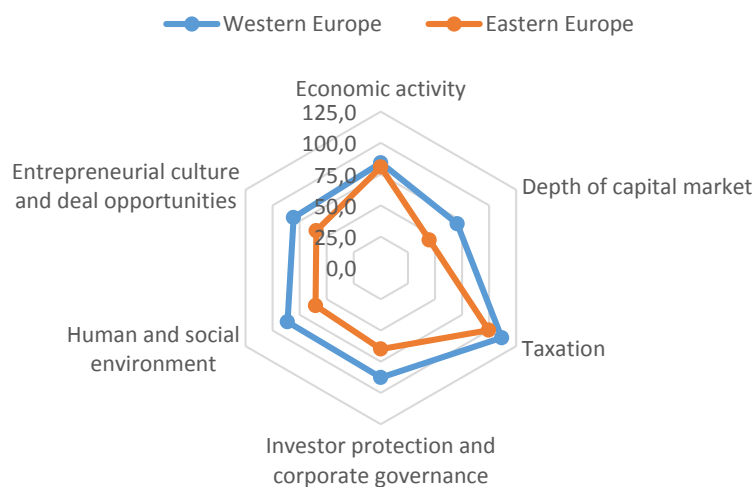 Western Europe
Eastern Europe
Economic activity
125,0
100,0
75,0
50,0
25,0
0,0
Entrepreneurial culture
and deal opportunities
Depth of capital market
Human and social
environment
Taxation
Investor protection and
corporate governance